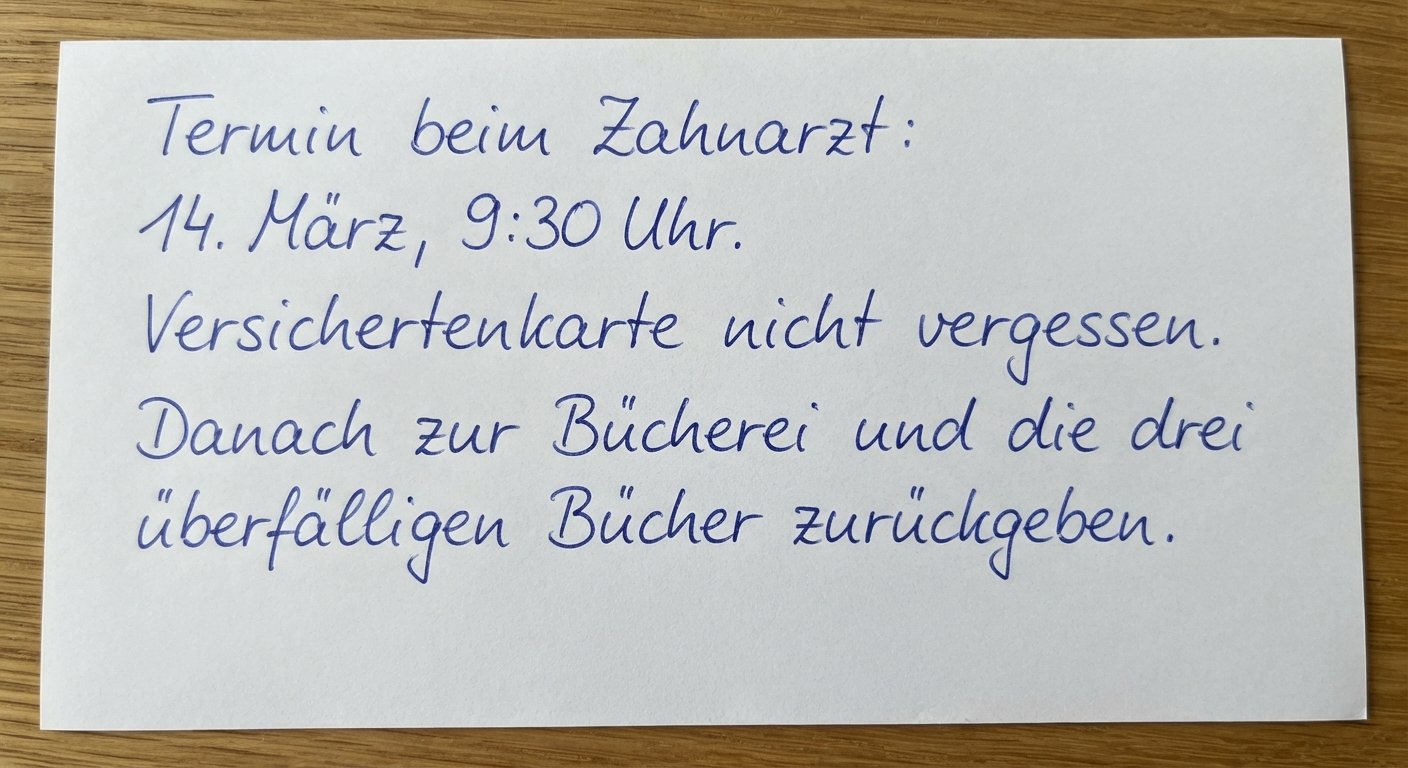 Termin beim Zahnarzt:
14. März, 9:30 Uhr.
Versichertenkarte nicht vergessen.
Danach zur Bücherei und die drei
überfälligen Bücher zurückgeben.